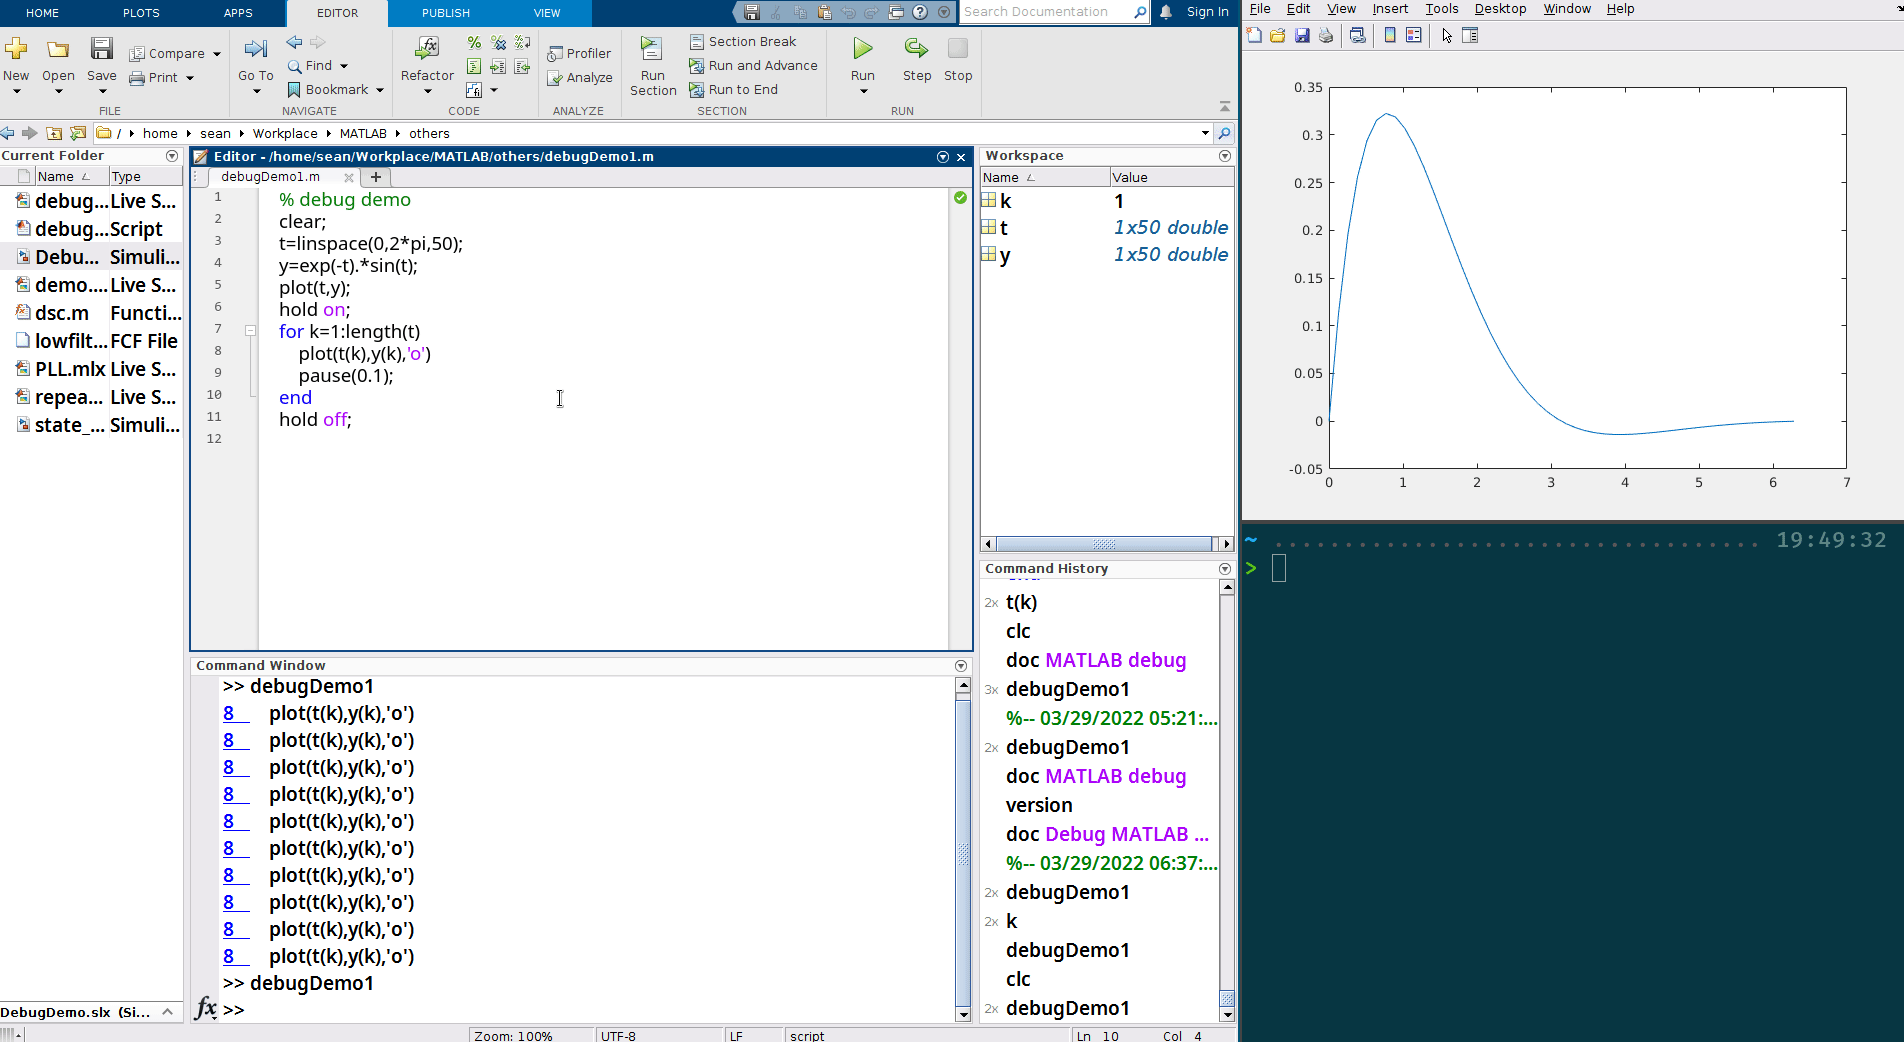 HOME PLOTS APPS EDITOR PUBLISH VIEW Search Documentation Sign In
New Open Save Compare Print
FILE
Go To Find Bookmark
NAVIGATE
Refactor
CODE
Profiler
Analyze
ANALYZE
Run Section
Section Break
Run and Advance
Run to End
SECTION
Run Step Stop
RUN
/ home sean Workplace MATLAB others
Current Folder
Name Type
debug... Live S...
debug... Script
Debu... Simuli...
demo.... Live S...
dsc.m Functi...
lowfilt... FCF File
PLL.mlx Live S...
repea... Live S...
state_... Simuli...
DebugDemo.slx (Si...
Editor - /home/sean/Workplace/MATLAB/others/debugDemo1.m
debugDemo1.m +
1 % debug demo
2 clear;
3 t=linspace(0,2*pi,50);
4 y=exp(-t).*sin(t);
5 plot(t,y);
6 hold on;
7 for k=1:length(t)
8 plot(t(k),y(k),'o')
9 pause(0.1);
10 end
11 hold off;
12
Command Window
>> debugDemo1
8 plot(t(k),y(k),'o')
8 plot(t(k),y(k),'o')
8 plot(t(k),y(k),'o')
8 plot(t(k),y(k),'o')
8 plot(t(k),y(k),'o')
8 plot(t(k),y(k),'o')
8 plot(t(k),y(k),'o')
8 plot(t(k),y(k),'o')
8 plot(t(k),y(k),'o')
8 plot(t(k),y(k),'o')
>> debugDemo1
fx >>
Workspace
Name Value
k 1
t 1x50 double
y 1x50 double
Command History
2x t(k)
clc
doc MATLAB debug
3x debugDemo1
%-- 03/29/2022 05:21:...
2x debugDemo1
doc MATLAB debug
version
doc Debug MATLAB ...
%-- 03/29/2022 06:37:...
2x debugDemo1
2x k
debugDemo1
clc
2x debugDemo1
Zoom: 100% UTF-8 LF script Ln 10 Col 4
File Edit View Insert Tools Desktop Window Help
0.35
0.3
0.25
0.2
0.15
0.1
0.05
0
-0.05
0 1 2 3 4 5 6 7
~ ................................... 19:49:32
>